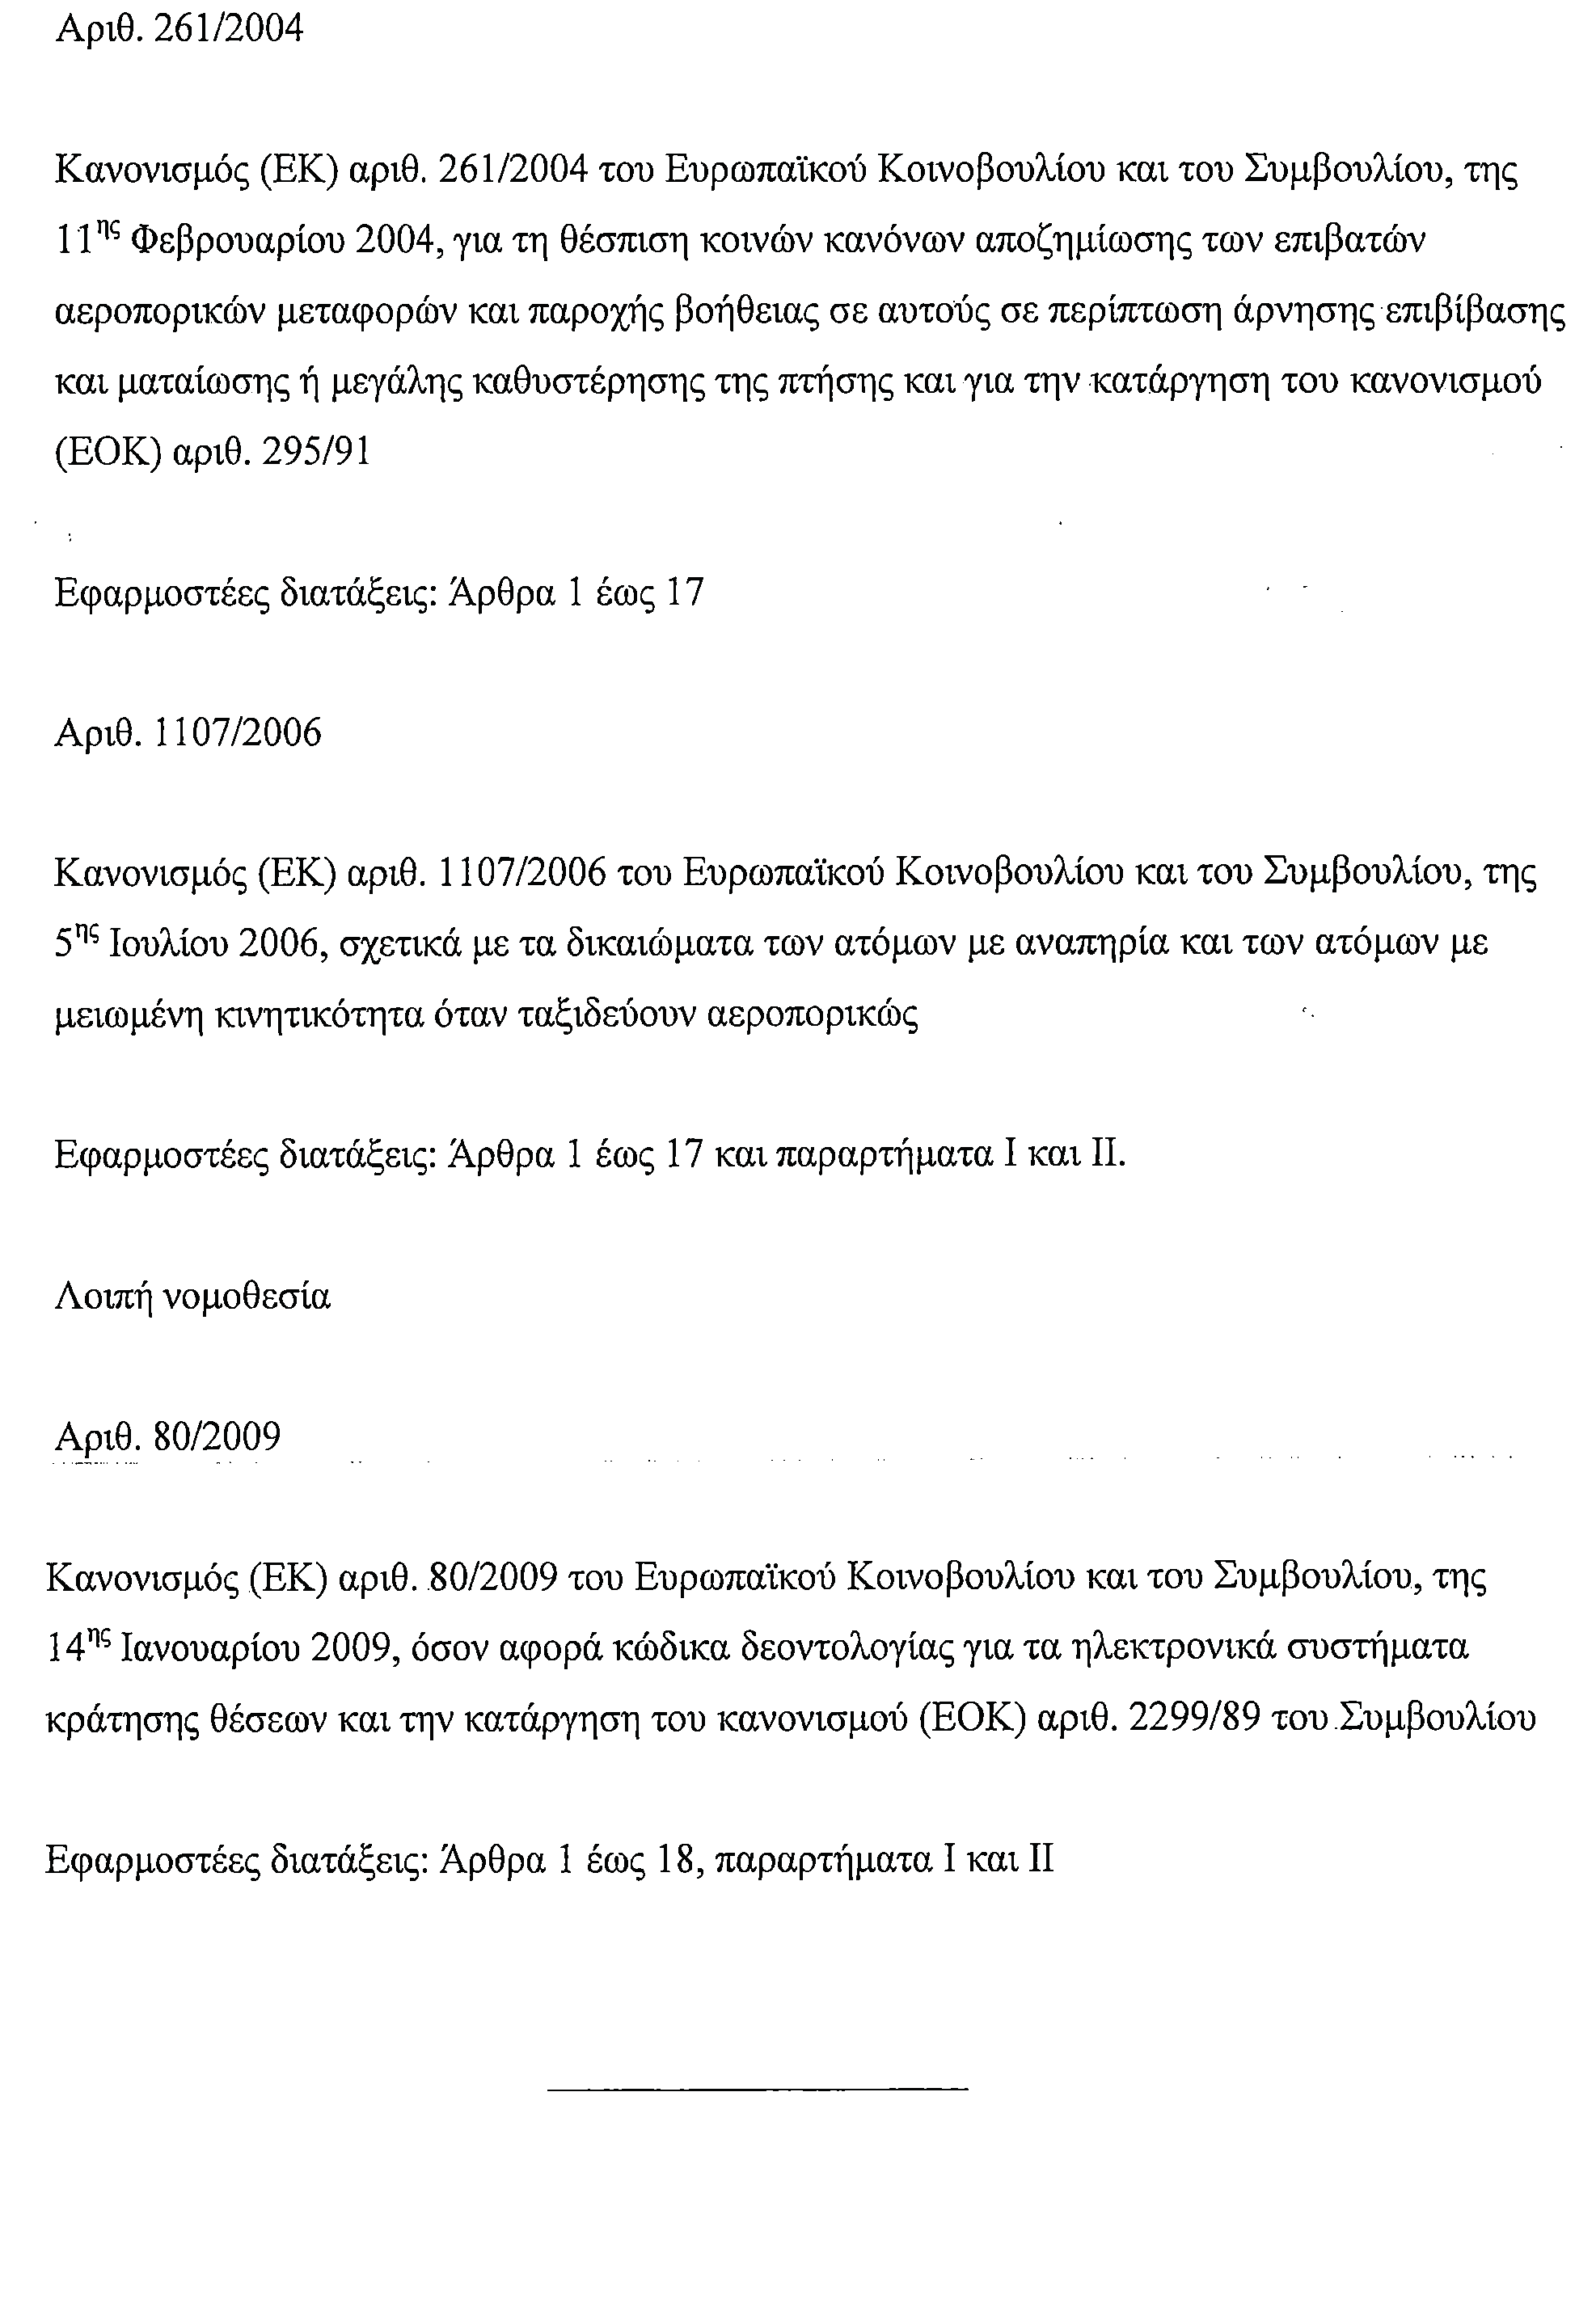 Αριθ. 261/2004
Κανονισμός (ΕΚ) αριθ. 261/2004 του Ευρωπαϊκού Κοινοβουλίου και του Συμβουλίου, της
11ης Φεβρουαρίου 2004, για τη θέσπιση κοινών κανόνων αποζημίωσης των επιβατών
αεροπορικών μεταφορών και παροχής βοήθειας σε αυτούς σε περίπτωση άρνησης επιβίβασης
και ματαίωσης ή μεγάλης καθυστέρησης της πτήσης και για την κατάργηση του κανονισμού
(ΕΟΚ) αριθ. 295/91
Εφαρμοστέες διατάξεις: Άρθρα 1 έως 17
Αριθ. 1107/2006
Κανονισμός (ΕΚ) αριθ. 1107/2006 του Ευρωπαϊκού Κοινοβουλίου και του Συμβουλίου, της
5ης Ιουλίου 2006, σχετικά με τα δικαιώματα των ατόμων με αναπηρία και των ατόμων με
μειωμένη κινητικότητα όταν ταξιδεύουν αεροπορικώς
Εφαρμοστέες διατάξεις: Άρθρα 1 έως 17 και παραρτήματα Ι και ΙΙ.
Λοιπή νομοθεσία
Αριθ. 80/2009
Κανονισμός (ΕΚ) αριθ. 80/2009 του Ευρωπαϊκού Κοινοβουλίου και του Συμβουλίου, της
14ης Ιανουαρίου 2009, όσον αφορά κώδικα δεοντολογίας για τα ηλεκτρονικά συστήματα
κράτησης θέσεων και την κατάργηση του κανονισμού (ΕΟΚ) αριθ. 2299/89 του Συμβουλίου
Εφαρμοστέες διατάξεις: Άρθρα 1 έως 18, παραρτήματα Ι και ΙΙ